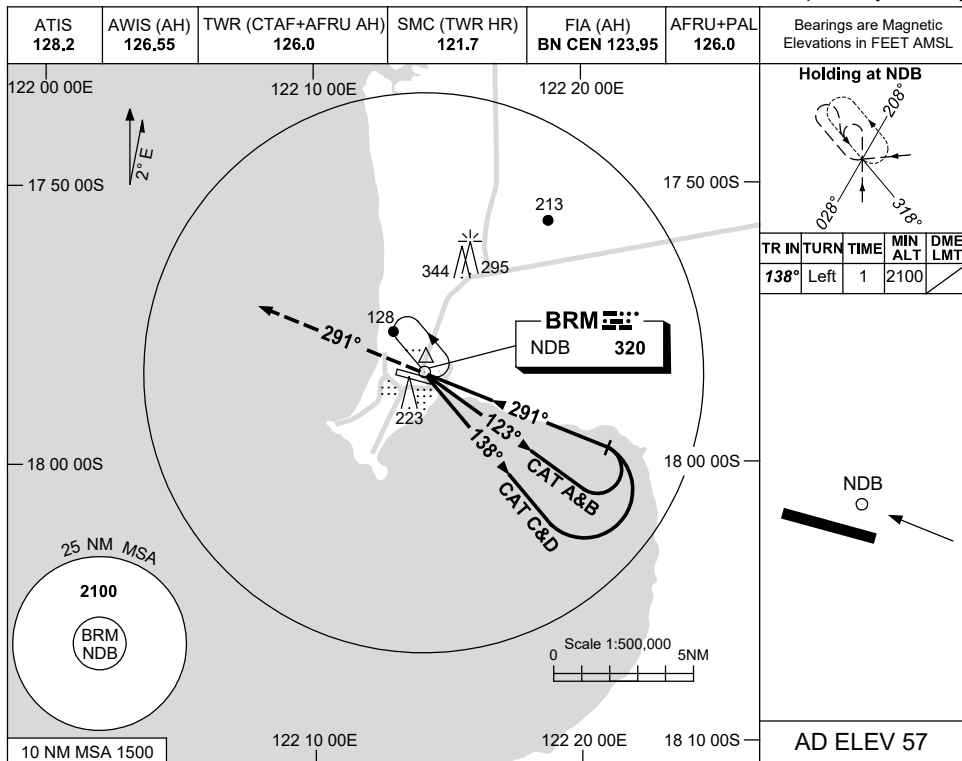 ATIS
128.2
AWIS (AH)
126.55
TWR (CTAF+AFRU AH)
126.0
SMC (TWR HR)
121.7
FIA (AH)
BN CEN 123.95
AFRU+PAL
126.0
Bearings are Magnetic
Elevations in FEET AMSL
122 00 00E
122 10 00E
122 20 00E
2° E
17 50 00S
17 50 00S
213
344
295
128
291°
BRM
NDB 320
223
291°
123°
138°
CAT A&B
CAT C&D
18 00 00S
18 00 00S
25 NM MSA
2100
BRM
NDB
Scale 1:500,000
0
5NM
10 NM MSA 1500
122 10 00E
122 20 00E
18 10 00S
Holding at NDB
208°
028°
318°
TR IN TURN TIME MIN ALT DME LMT
138° Left 1 2100
NDB
AD ELEV 57